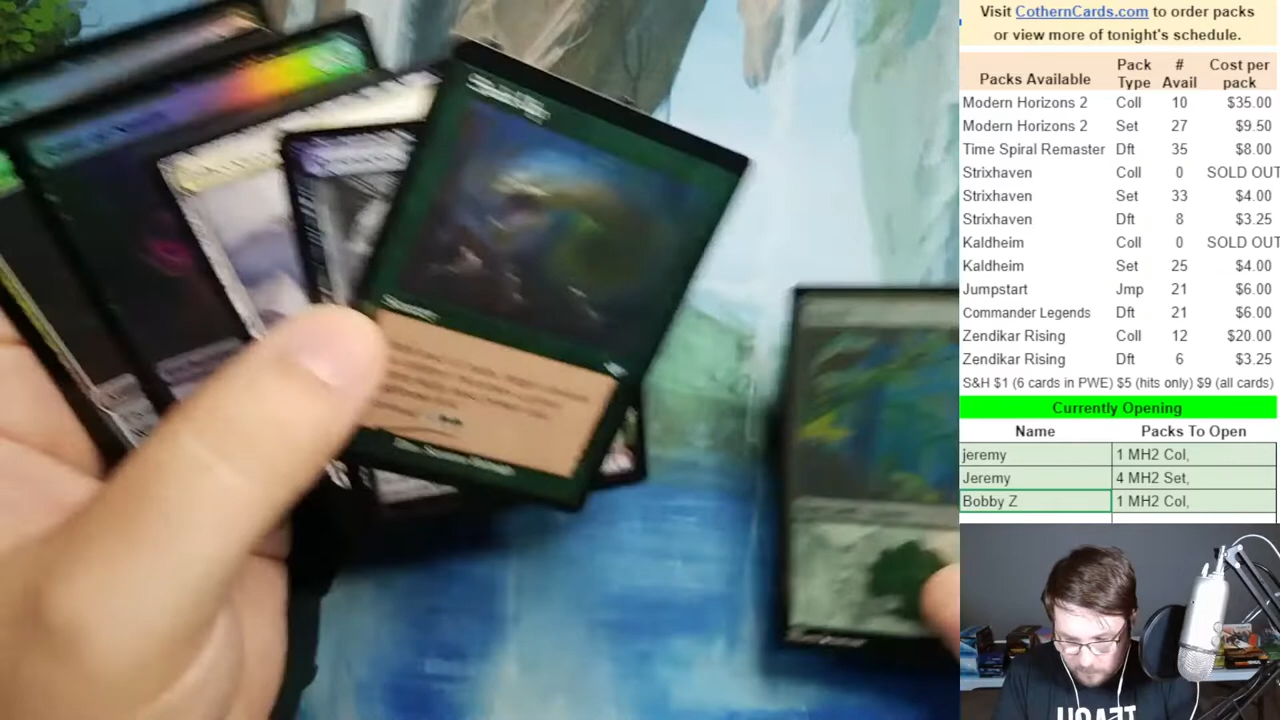 Visit CothernCards.com to order packs
or view more of tonight's schedule.
Packs Available Pack Type # Avail Cost per pack
Modern Horizons 2 Coll 10 $35.00
Modern Horizons 2 Set 27 $9.50
Time Spiral Remaster Dft 35 $8.00
Strixhaven Coll 0 SOLD OUT
Strixhaven Set 33 $4.00
Strixhaven Dft 8 $3.25
Kaldheim Coll 0 SOLD OUT
Kaldheim Set 25 $4.00
Jumpstart Jmp 21 $6.00
Commander Legends Dft 21 $6.00
Zendikar Rising Coll 12 $20.00
Zendikar Rising Dft 6 $3.25
S&H $1 (6 cards in PWE) $5 (hits only) $9 (all cards)
Currently Opening
Name Packs To Open
jeremy 1 MH2 Col,
Jeremy 4 MH2 Set,
Bobby Z 1 MH2 Col,